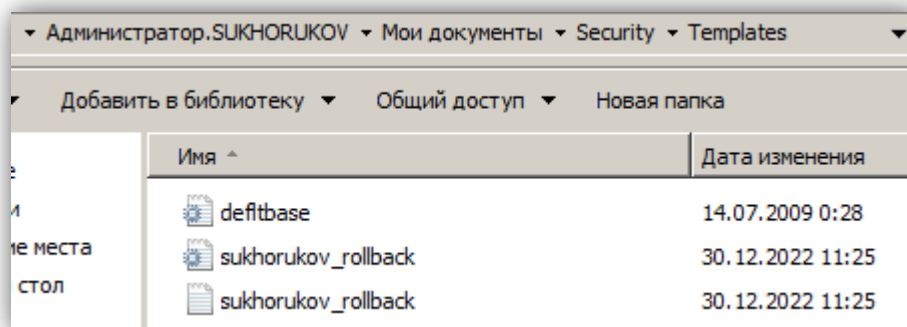 Администратор.SUKHORUKOV Мои документы Security Templates
Добавить в библиотеку Общий доступ Новая папка
Имя Дата изменения
defltbase 14.07.2009 0:28
sukhorukov_rollback 30.12.2022 11:25
места
sukhorukov_rollback 30.12.2022 11:25
стол